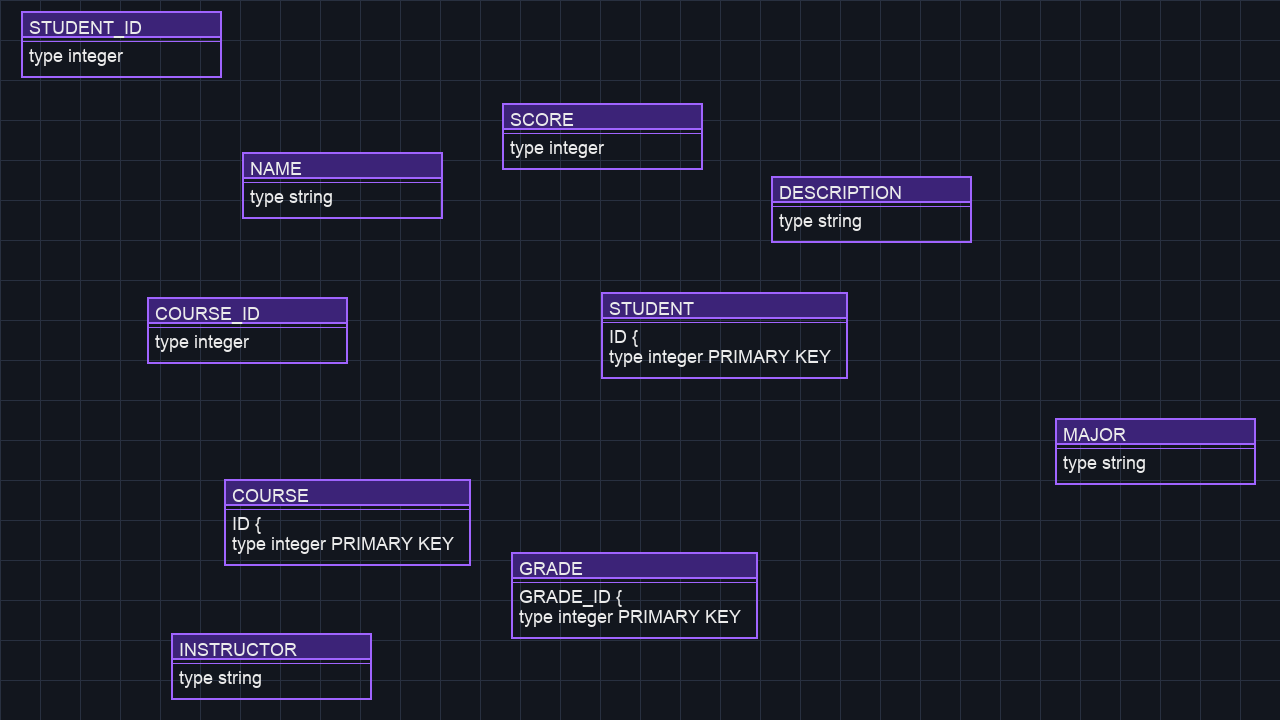 STUDENT_ID
type integer
SCORE
type integer
NAME
type string
DESCRIPTION
type string
COURSE_ID
type integer
STUDENT
ID {
type integer PRIMARY KEY
MAJOR
type string
COURSE
ID {
type integer PRIMARY KEY
GRADE
GRADE_ID {
type integer PRIMARY KEY
INSTRUCTOR
type string